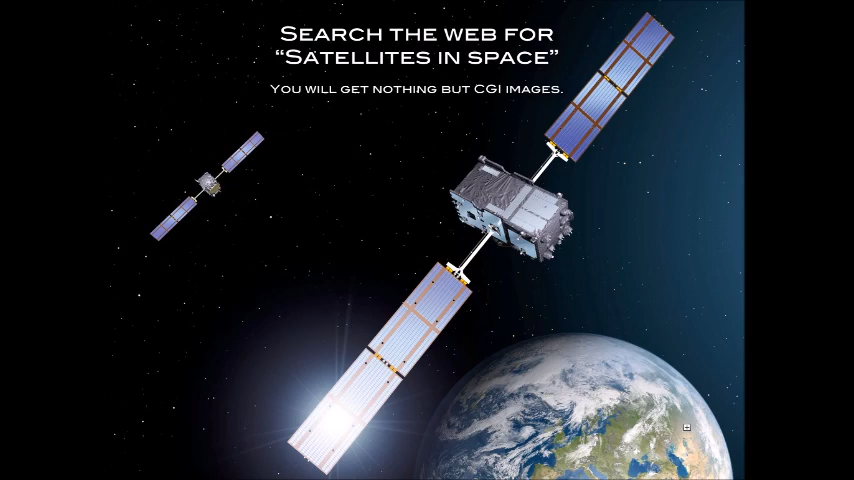 Search the web for
“Satellites in space”
You will get nothing but CGI images.